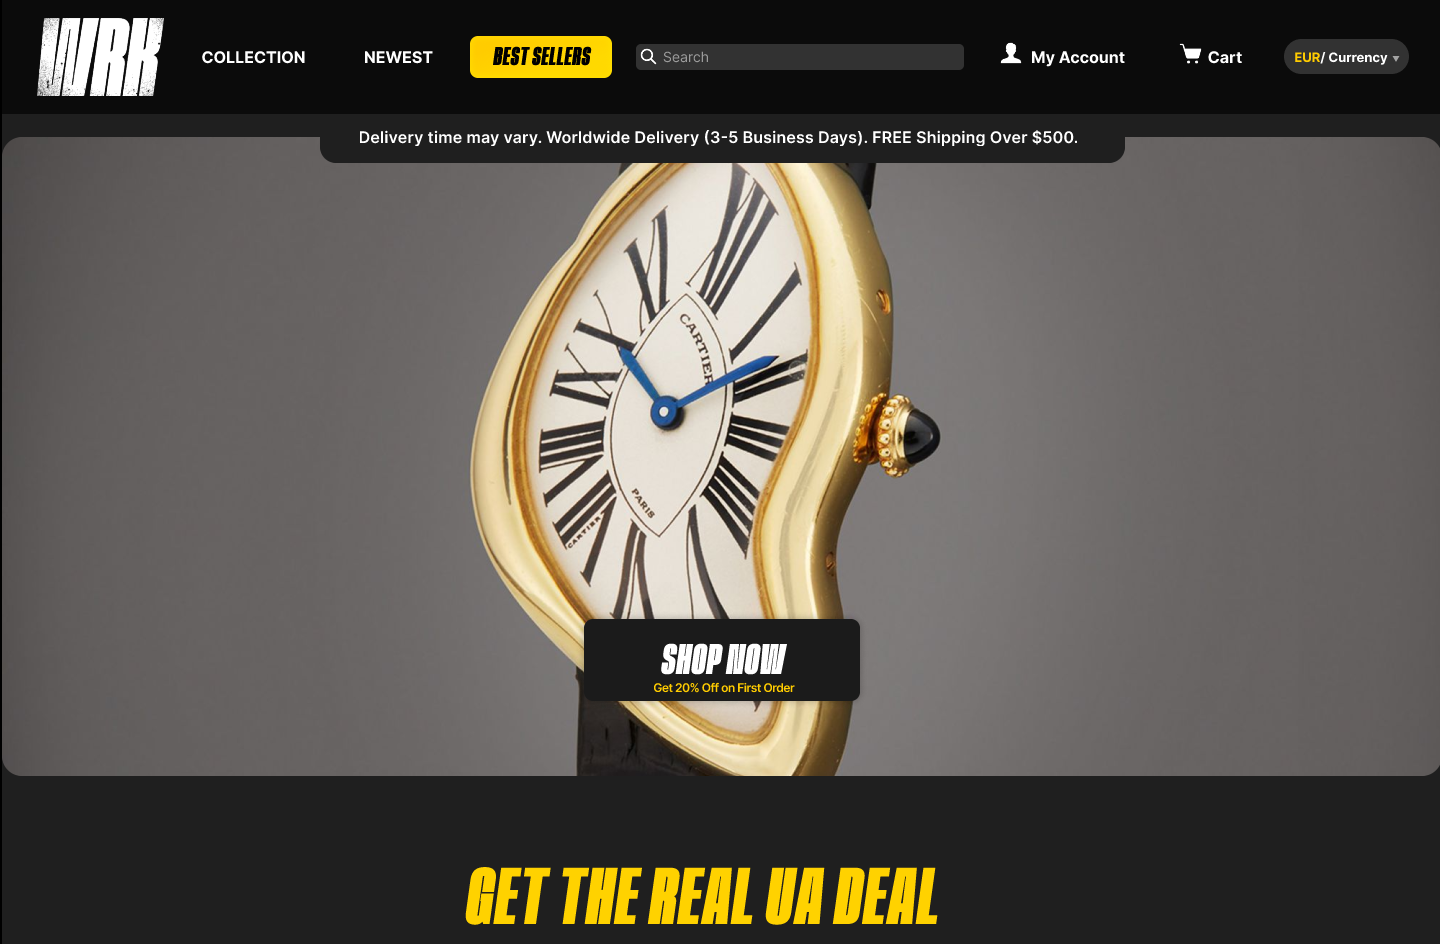 WRK
COLLECTION
NEWEST
BEST SELLERS
Search
My Account
Cart
EUR/ Currency
Delivery time may vary. Worldwide Delivery (3-5 Business Days). FREE Shipping Over $500.
CARTIER
PARIS
CARTIER
SHOP NOW
Get 20% Off on First Order
GET THE REAL UA DEAL